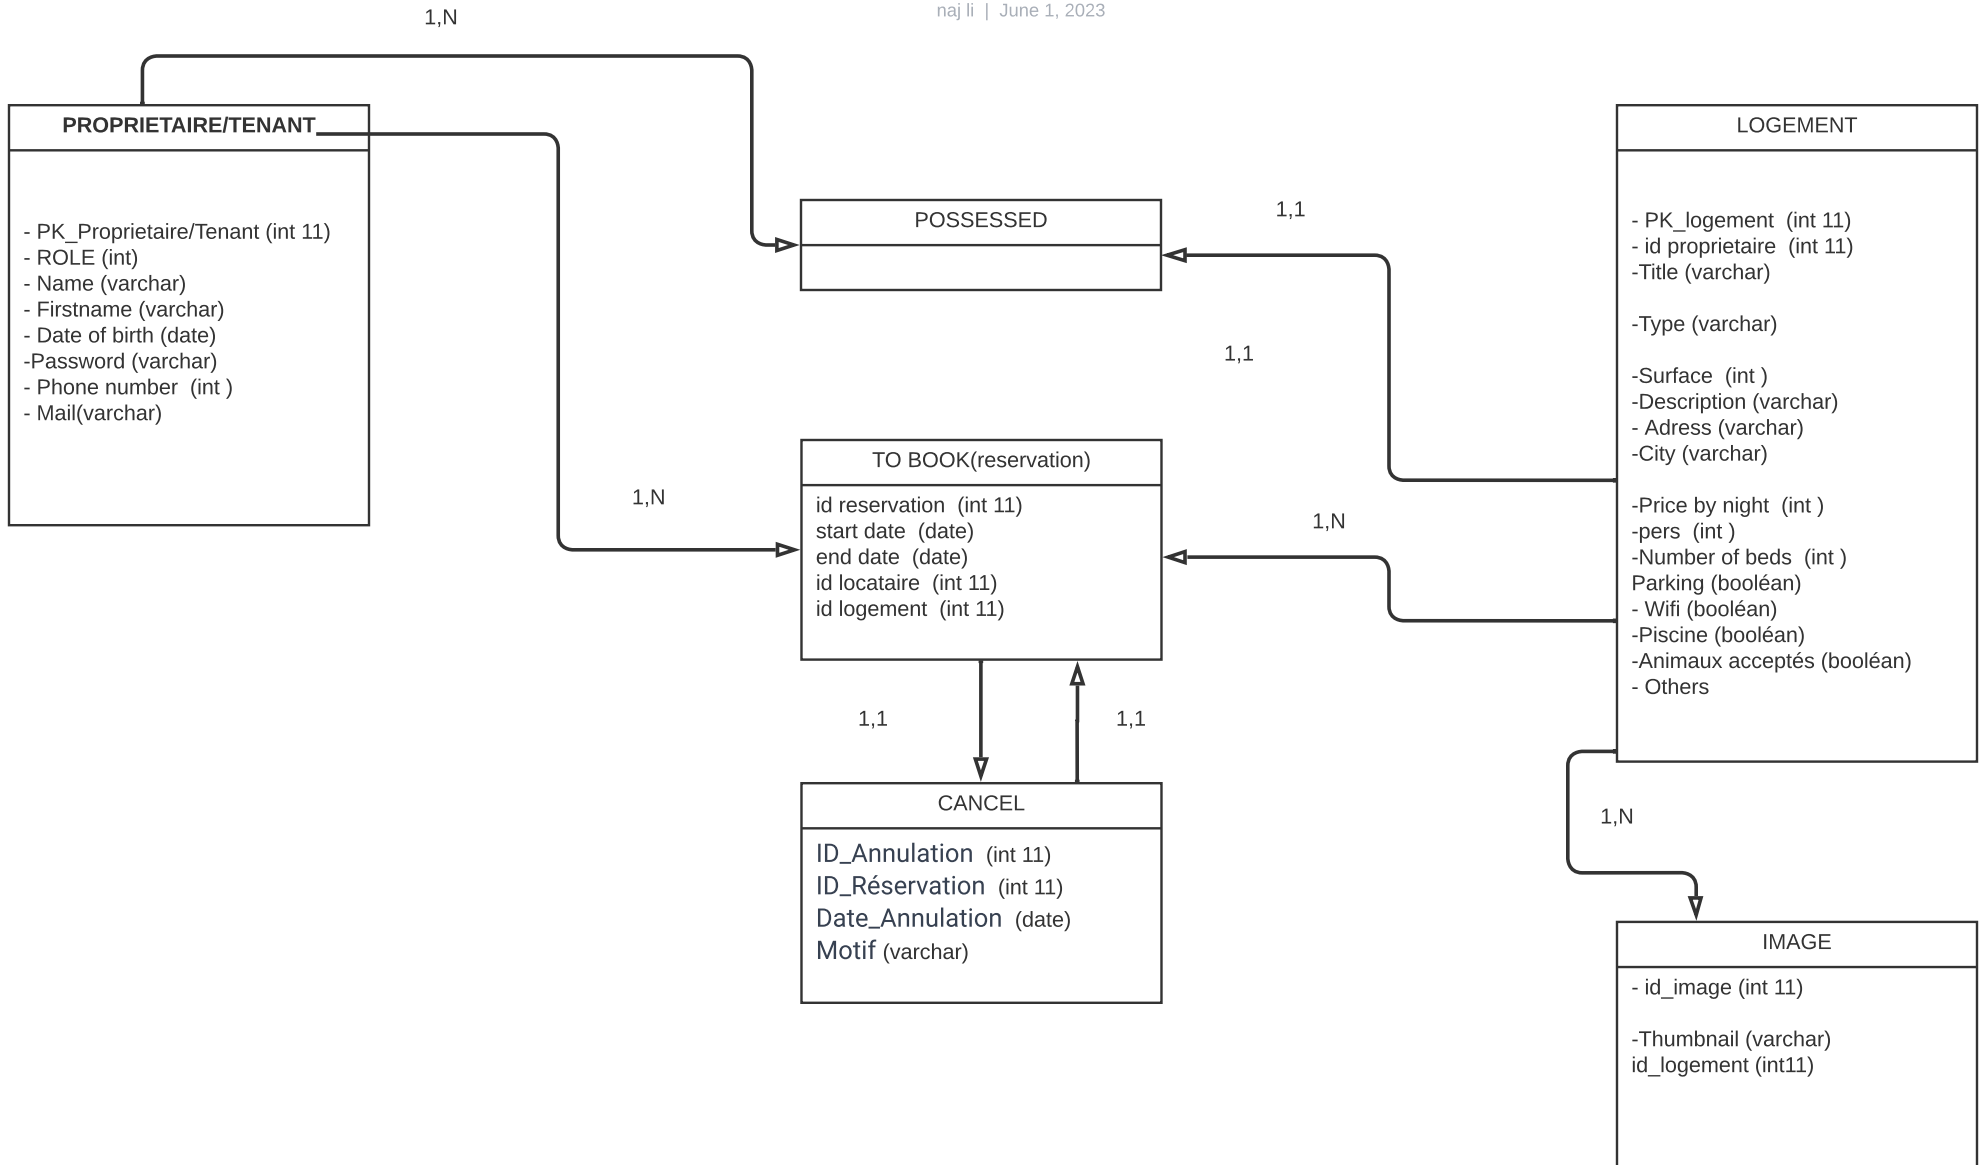 naj li | June 1, 2023
1,N
PROPRIETAIRE/TENANT
- PK_Proprietaire/Tenant (int 11)
- ROLE (int)
- Name (varchar)
- Firstname (varchar)
- Date of birth (date)
-Password (varchar)
- Phone number (int )
- Mail(varchar)
POSSESSED
1,1
1,1
1,N
TO BOOK(reservation)
id reservation (int 11)
start date (date)
end date (date)
id locataire (int 11)
id logement (int 11)
1,N
1,1
1,1
CANCEL
ID_Annulation (int 11)
ID_Réservation (int 11)
Date_Annulation (date)
Motif (varchar)
LOGEMENT
- PK_logement (int 11)
- id proprietaire (int 11)
-Title (varchar)
-Type (varchar)
-Surface (int )
-Description (varchar)
- Adress (varchar)
-City (varchar)
-Price by night (int )
-pers (int )
-Number of beds (int )
Parking (booléan)
- Wifi (booléan)
-Piscine (booléan)
-Animaux acceptés (booléan)
- Others
1,N
IMAGE
- id_image (int 11)
-Thumbnail (varchar)
id_logement (int11)